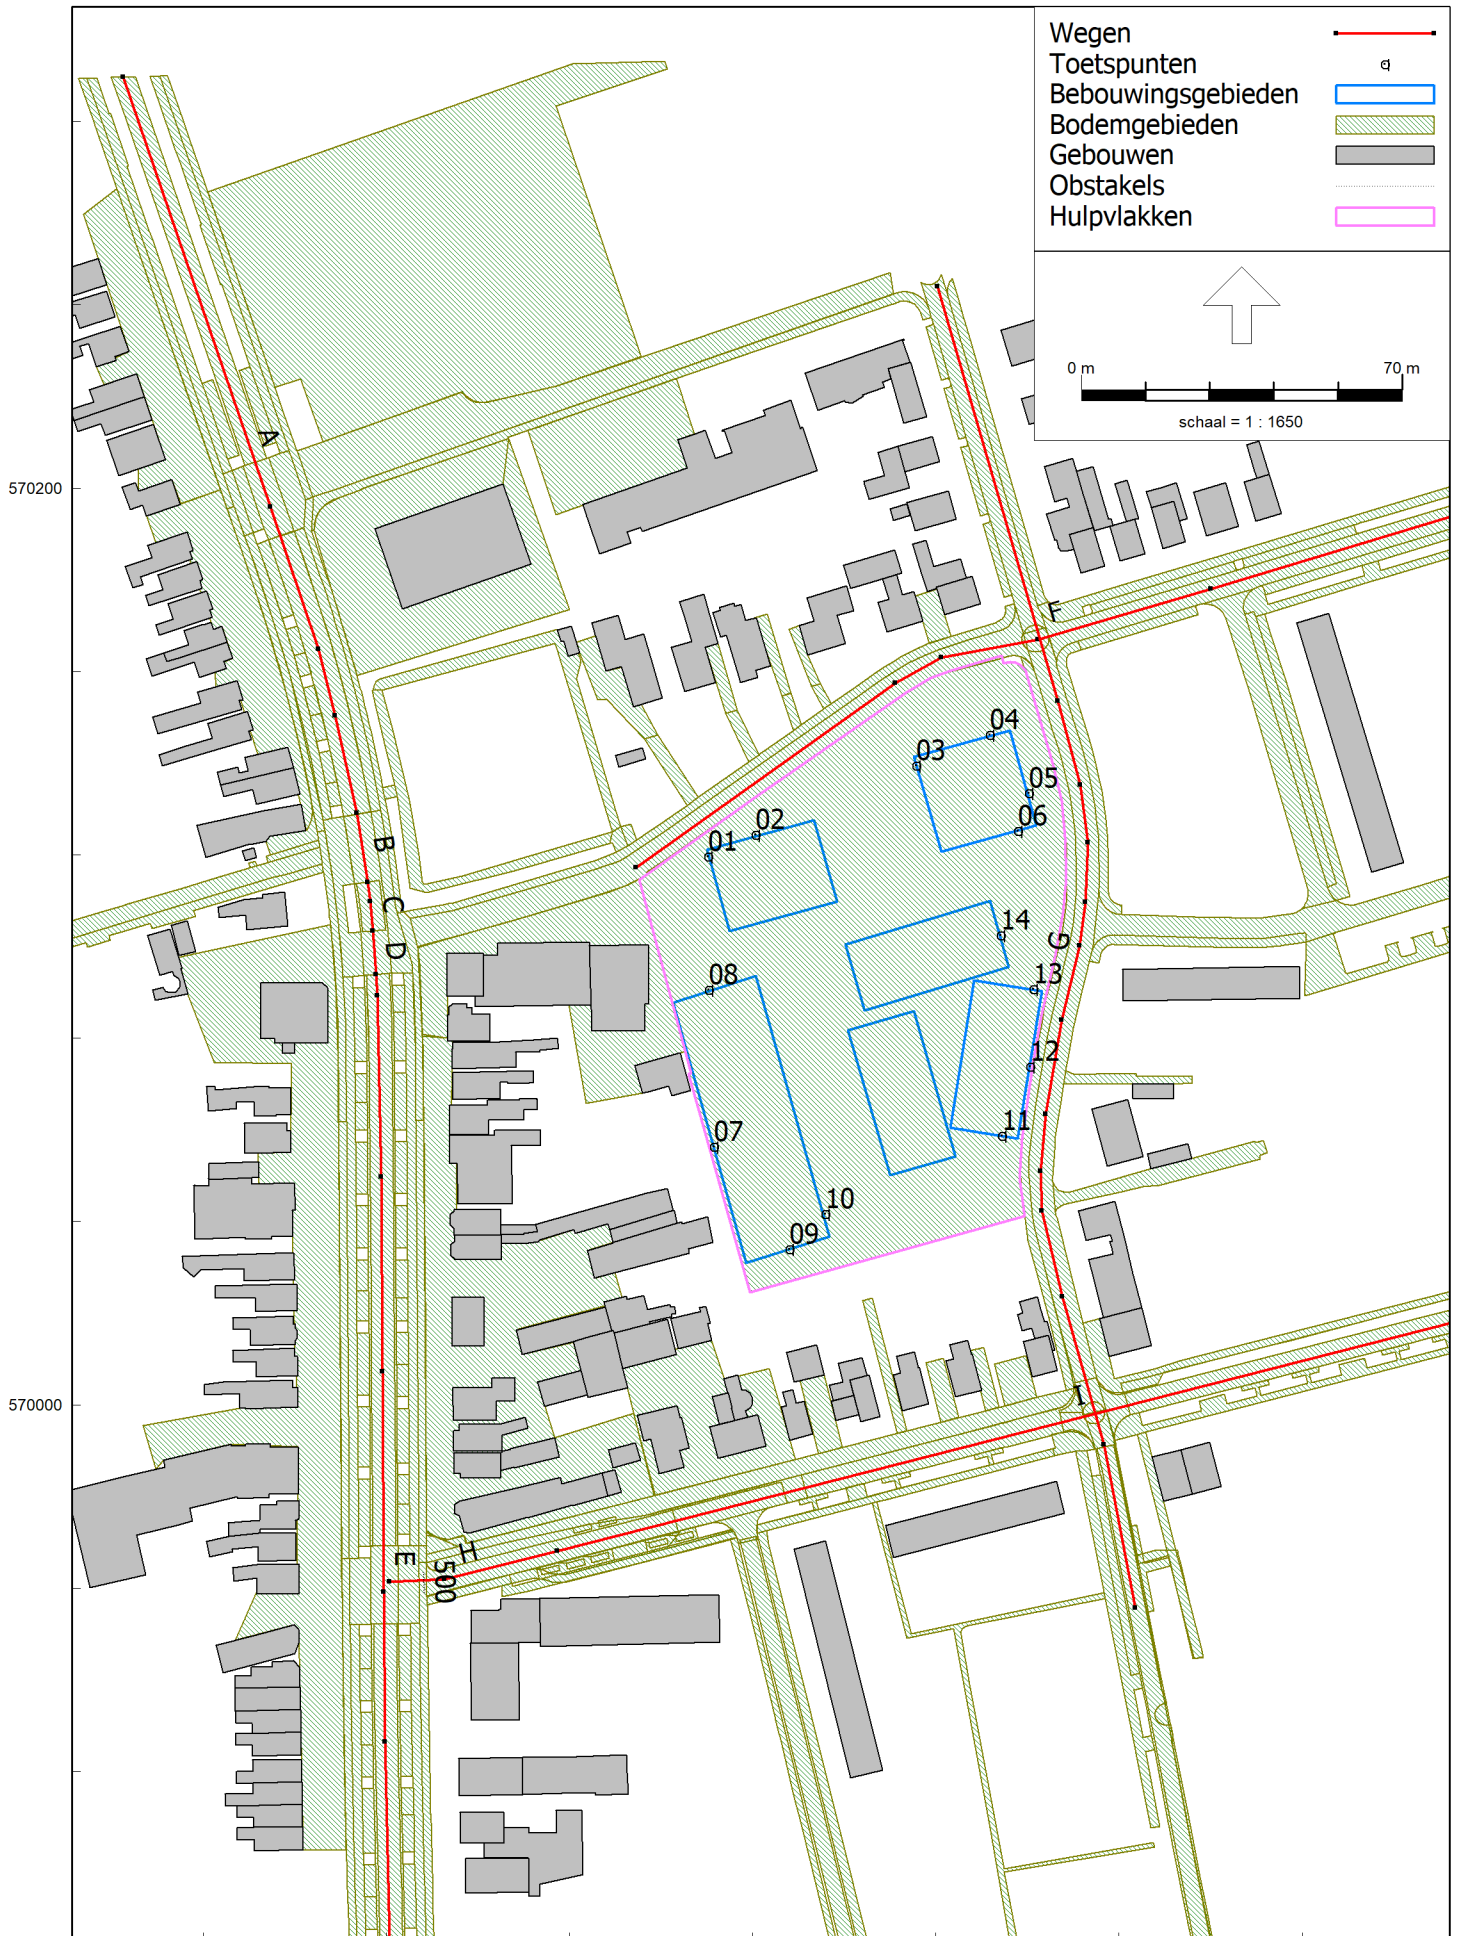 Wegen
Toetspunten
Bebouwingsgebieden
Bodemgebieden
Gebouwen
Obstakels
Hulpvlakken
0 m 70 m
schaal = 1 : 1650
A
570200
F
04
03
05
06
02
01
B
C
D
14
G
08
13
12
11
07
10
09
I
570000
E
H
500